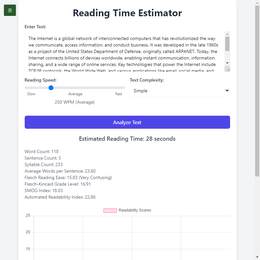 Reading Time Estimator
Enter Text:
The Internet is a global network of interconnected computers that has revolutionized the way
we communicate, access information, and conduct business. It was developed in the late 1960s
as a project of the United States Department of Defense, originally called ARPANET. Today, the
Internet connects billions of devices worldwide, enabling instant communication, information
sharing, and a wide range of online services. Key technologies that power the Internet include
TCP/IP protocols, the World Wide Web, and various applications like email, social media, and
Reading Speed:
Text Complexity:
Slow
Average
Fast
Simple
250 WPM (Average)
Analyze Text
Estimated Reading Time: 28 seconds
Word Count: 118
Sentence Count: 5
Syllable Count: 233
Average Words per Sentence: 23.60
Flesch Reading Ease: 15.83 (Very Confusing)
Flesch-Kincaid Grade Level: 16.91
SMOG Index: 18.03
Automated Readability Index: 22.86
Readability Scores
25
20
15
10